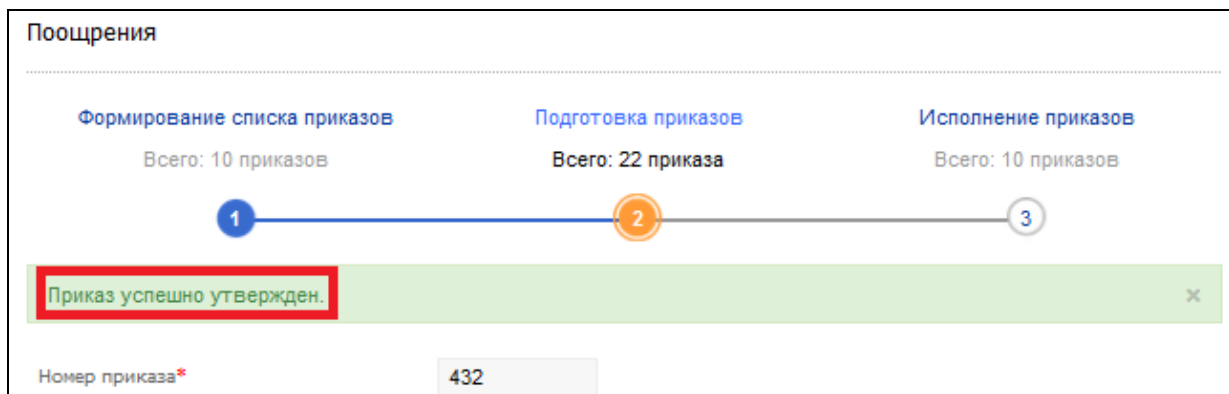 Поощрения
Формирование списка приказов Подготовка приказов Исполнение приказов
Всего: 10 приказов Всего: 22 приказа Всего: 10 приказов
1 2 3
Приказ успешно утвержден. ×
Номер приказа* 432